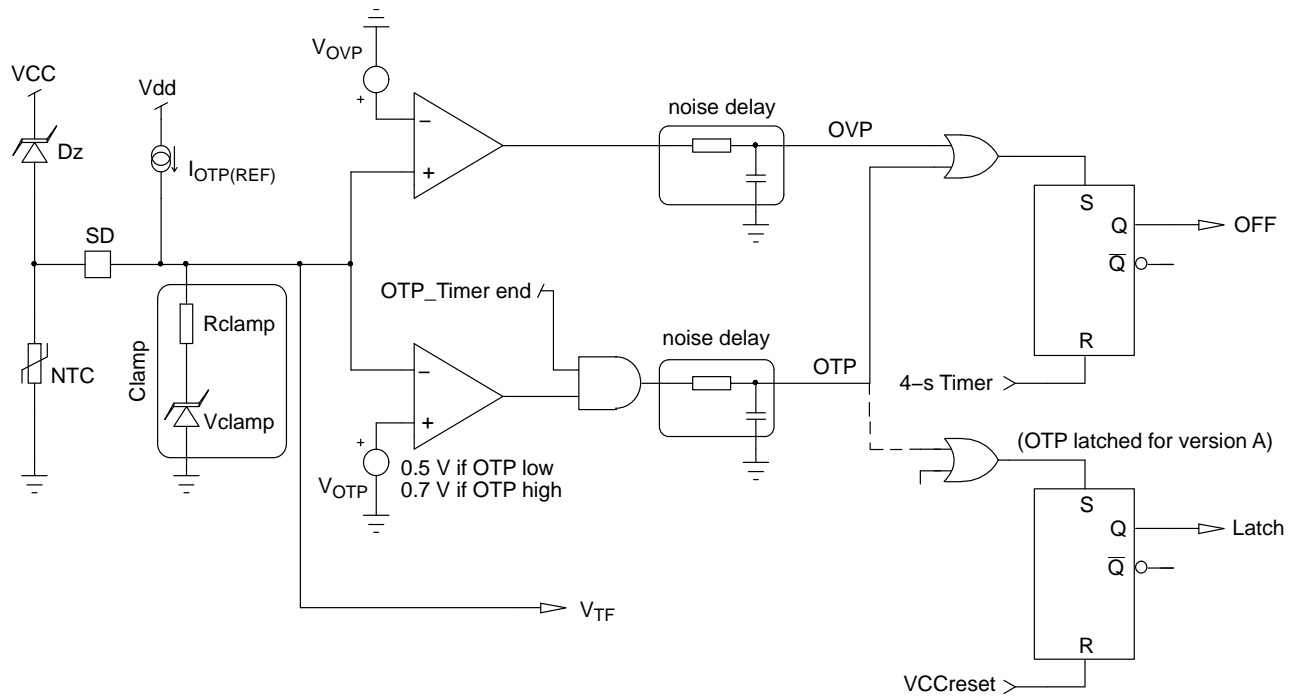 VOVP
VCC
Vdd
noise delay
OVP
Dz
IOTP(REF)
+
−
+
S
Q
OFF
Q
R
SD
OTP_Timer end
Rclamp
Clamp
NTC
Vclamp
noise delay
OTP
4−s Timer
−
+
+
VOTP
0.5 V if OTP low
0.7 V if OTP high
(OTP latched for version A)
S
Q
Latch
Q
R
VTF
VCCreset